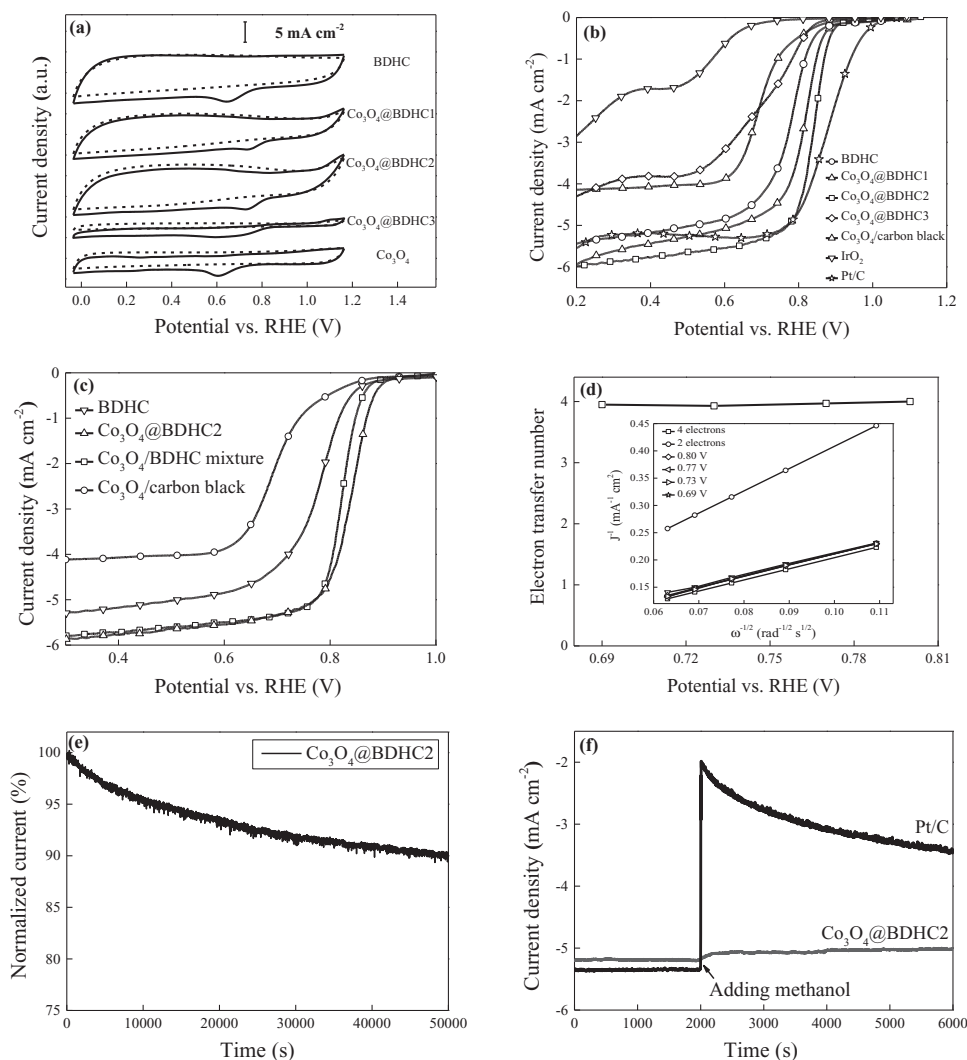 (a)
5 mA cm⁻²
BDHC
Co₃O₄@BDHC1
Co₃O₄@BDHC2
Co₃O₄@BDHC3
Co₃O₄
Current density (a.u.)
0.0 0.2 0.4 0.6 0.8 1.0 1.2 1.4
Potential vs. RHE (V)
(b)
0
-1
-2
-3
-4
-5
-6
Current density (mA cm⁻²)
BDHC
Co₃O₄@BDHC1
Co₃O₄@BDHC2
Co₃O₄@BDHC3
Co₃O₄/carbon black
IrO₂
Pt/C
0.2 0.4 0.6 0.8 1.0 1.2
Potential vs. RHE (V)
(c)
0
-1
-2
-3
-4
-5
-6
Current density (mA cm⁻²)
BDHC
Co₃O₄@BDHC2
Co₃O₄/BDHC mixture
Co₃O₄/carbon black
0.4 0.6 0.8 1.0
Potential vs. RHE (V)
(d)
4
3
2
1
0
Electron transfer number
4 electrons
2 electrons
0.80 V
0.77 V
0.73 V
0.69 V
0.45
0.40
0.35
0.30
0.25
0.20
0.15
J⁻¹ (mA⁻¹ cm²)
0.06 0.07 0.08 0.09 0.10 0.11
ω⁻¹/² (rad⁻¹/² s¹/²)
0.69 0.72 0.75 0.78 0.81
Potential vs. RHE (V)
(e)
Co₃O₄@BDHC2
100
95
90
85
80
75
Normalized current (%)
0 10000 20000 30000 40000 50000
Time (s)
(f)
-2
-3
-4
-5
-6
Current density (mA cm⁻²)
Pt/C
Co₃O₄@BDHC2
Adding methanol
0 1000 2000 3000 4000 5000 6000
Time (s)